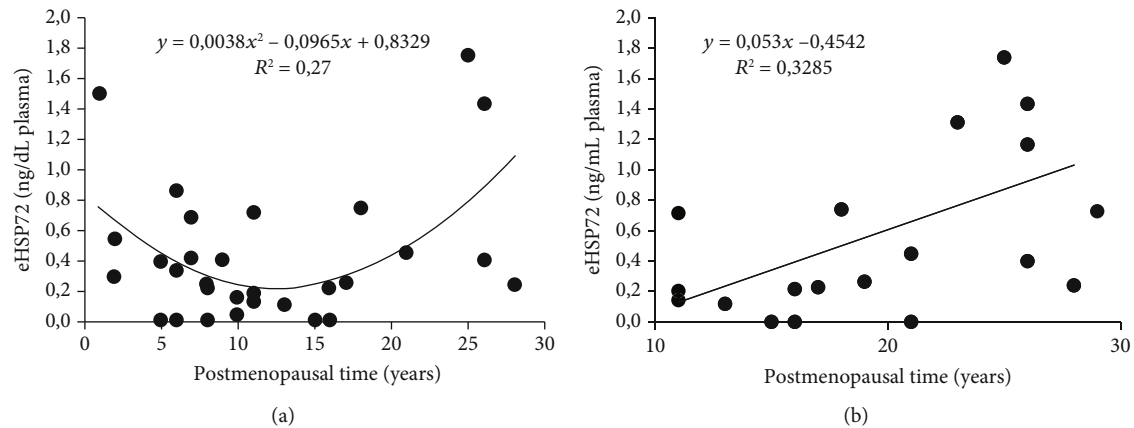 2,0
1,8
1,6
1,4
1,2
1,0
0,8
0,6
0,4
0,2
0,0
eHSP72 (ng/dL plasma)
y = 0,0038x² – 0,0965x + 0,8329
R² = 0,27
0 5 10 15 20 25 30
Postmenopausal time (years)
(a)
2,0
1,8
1,6
1,4
1,2
1,0
0,8
0,6
0,4
0,2
0,0
eHSP72 (ng/mL plasma)
y = 0,053x –0,4542
R² = 0,3285
10 20 30
Postmenopausal time (years)
(b)